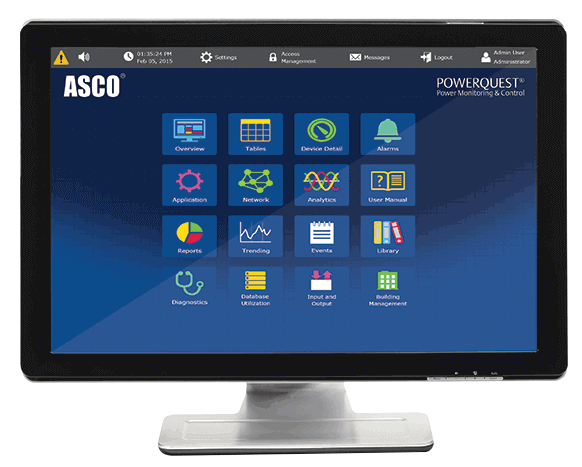 01:35:24 PM
Feb 05, 2015
Settings
Access
Management
Messages
Logout
Admin User
Administrator
ASCO®
POWERQUEST®
Power Monitoring & Control
Overview
Tables
Device Detail
Alarms
Application
Network
Analytics
User Manual
Reports
Trending
Events
Library
Diagnostics
Database
Utilization
Input and
Output
Building
Management